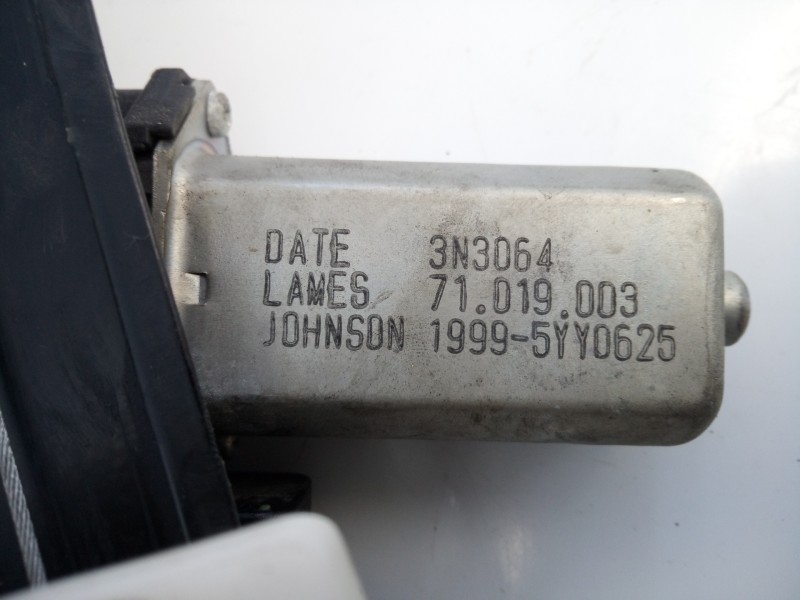 DATE 3N3064
LAMES 71.019.003
JOHNSON 1999-5YY0625